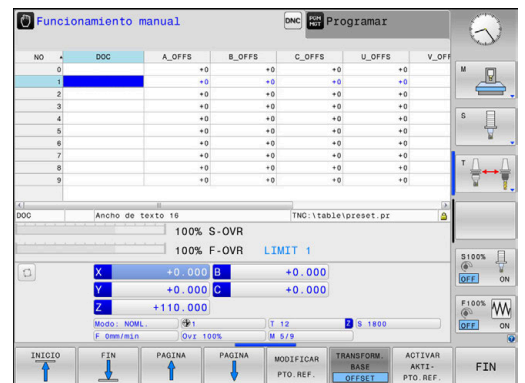 Funcionamiento manual
DNC
PGM MGT
Programar
NO DOC A_OFFS B_OFFS C_OFFS U_OFFS V_OFF
0 +0 +0 +0 +0
1 +0 +0 +0 +0
2 +0 +0 +0 +0
3 +0 +0 +0 +0
4 +0 +0 +0 +0
5 +0 +0 +0 +0
6 +0 +0 +0 +0
7 +0 +0 +0 +0
8 +0 +0 +0 +0
9 +0 +0 +0 +0
DOC Ancho de texto 16 TNC:\table\preset.pr
100% S-OVR
100% F-OVR LIMIT 1
X +0.000 B +0.000
Y +0.000 C +0.000
Z +110.000
Modo: NOML. 1 T 12 Z S 1800
F 0mm/min Ovr 100% M 5/9
M
S
T
S100%
OFF ON
F100%
OFF ON
INICIO
FIN
PAGINA
PAGINA
MODIFICAR
PTO.REF.
TRANSFORM.
BASE
OFFSET
ACTIVAR
AKTI-
PTO.REF.
FIN